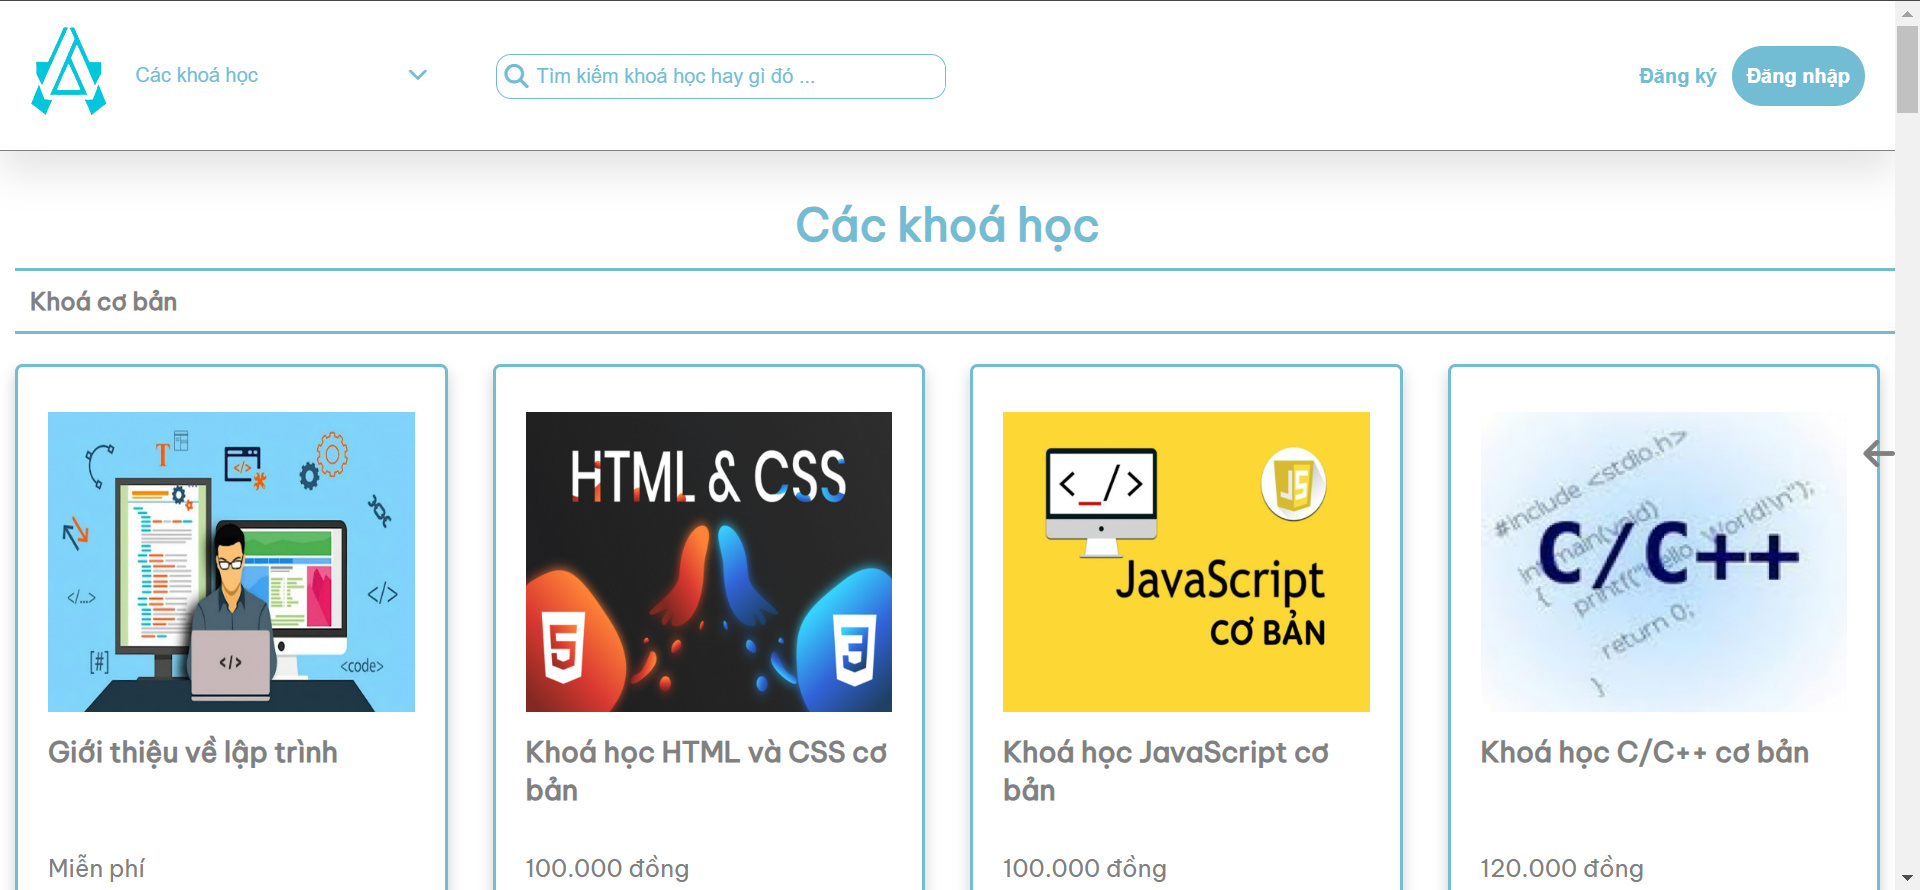 Các khoá học
Tìm kiếm khoá học hay gì đó ...
Đăng ký
Đăng nhập
Các khoá học
Khoá cơ bản
T
</>
</...>
</>
[#]
</>
<code>
HTML & CSS
5
3
<_/>
JS
JavaScript
CƠ BẢN
#include <stdio.h>
int main(void)
{
printf("Hello, World!\n");
return 0;
}
C/C++
Giới thiệu về lập trình
Khoá học HTML và CSS cơ
bản
Khoá học JavaScript cơ
bản
Khoá học C/C++ cơ bản
Miễn phí
100.000 đồng
100.000 đồng
120.000 đồng